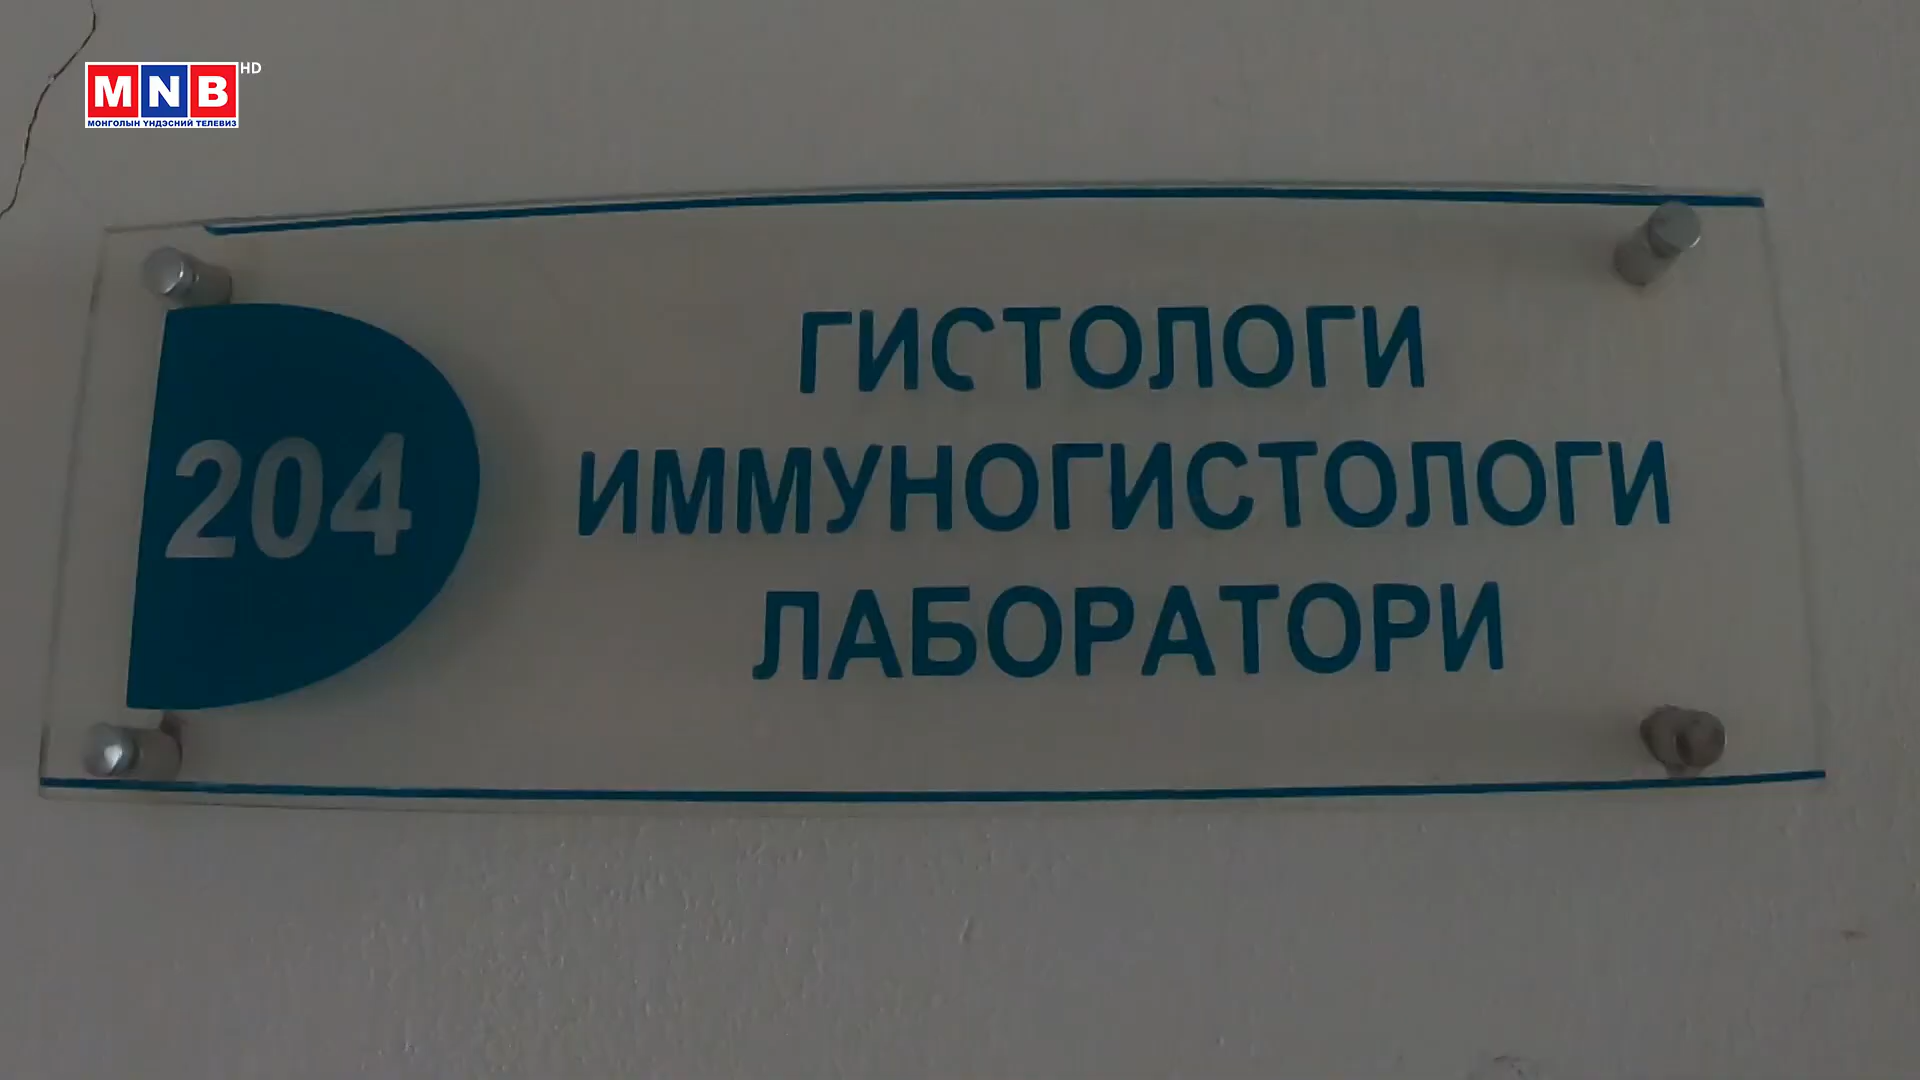 MNB HD
МОНГОЛЫН ҮНДЭСНИЙ ТЕЛЕВИЗ
204
ГИСТОЛОГИ
ИММУНОГИСТОЛОГИ
ЛАБОРАТОРИ